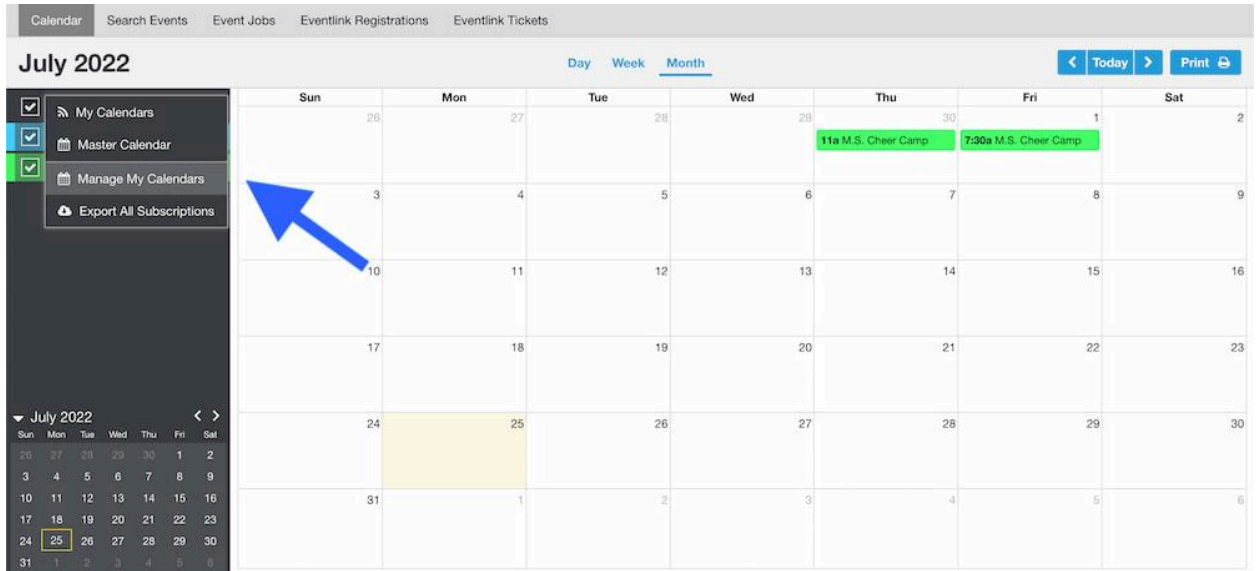 Calendar Search Events Event Jobs Eventlink Registrations Eventlink Tickets
July 2022 Day Week Month Today Print
My Calendars
Master Calendar
Manage My Calendars
Export All Subscriptions
Sun Mon Tue Wed Thu Fri Sat
26 27 28 29 30 1 2
11a M.S. Cheer Camp 7:30a M.S. Cheer Camp
3 4 5 6 7 8 9
10 11 12 13 14 15 16
17 18 19 20 21 22 23
24 25 26 27 28 29 30
31 1 2 3 4 5 6
July 2022
Sun Mon Tue Wed Thu Fri Sat
26 27 28 29 30 1 2
3 4 5 6 7 8 9
10 11 12 13 14 15 16
17 18 19 20 21 22 23
24 25 26 27 28 29 30
31 1 2 3 4 5 6